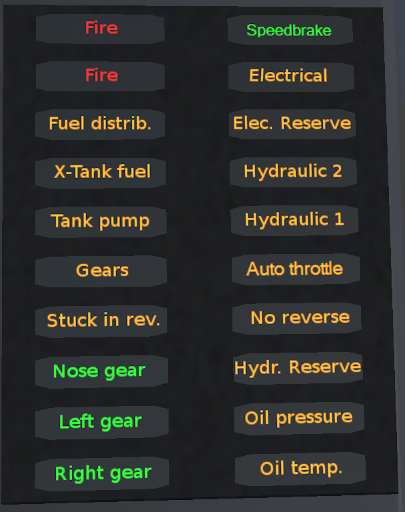 Fire
Speedbrake
Fire
Electrical
Fuel distrib.
Elec. Reserve
X-Tank fuel
Hydraulic 2
Tank pump
Hydraulic 1
Gears
Auto throttle
Stuck in rev.
No reverse
Nose gear
Hydr. Reserve
Left gear
Oil pressure
Right gear
Oil temp.